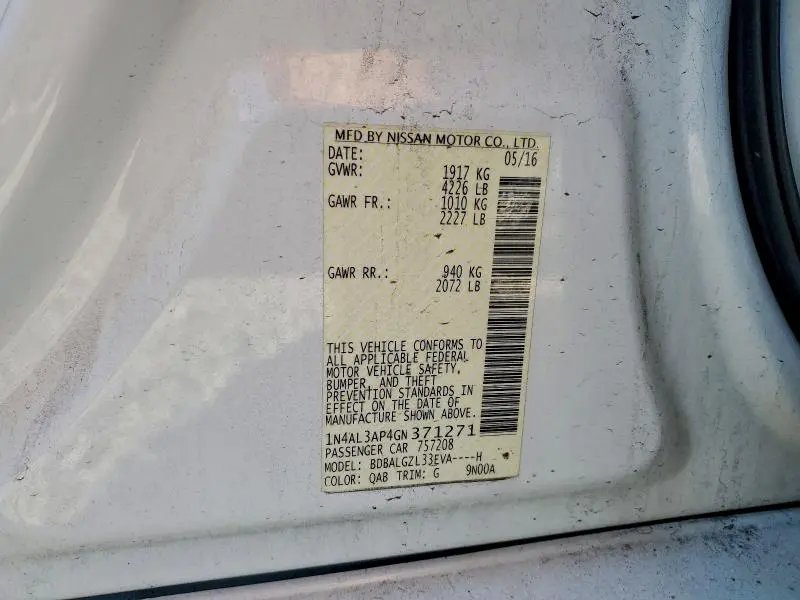 MFD BY NISSAN MOTOR CO., LTD.
DATE: 05/16
GVWR: 1917 KG
4226 LB
GAWR FR.: 1010 KG
2227 LB
GAWR RR.: 940 KG
2072 LB
THIS VEHICLE CONFORMS TO
ALL APPLICABLE FEDERAL
MOTOR VEHICLE SAFETY,
BUMPER, AND THEFT
PREVENTION STANDARDS IN
EFFECT ON THE DATE OF
MANUFACTURE SHOWN ABOVE.
1N4AL3AP4GN371271
PASSENGER CAR 757208
MODEL: BDBALGZL33EVA----H
COLOR: QAB TRIM: G 9N00A